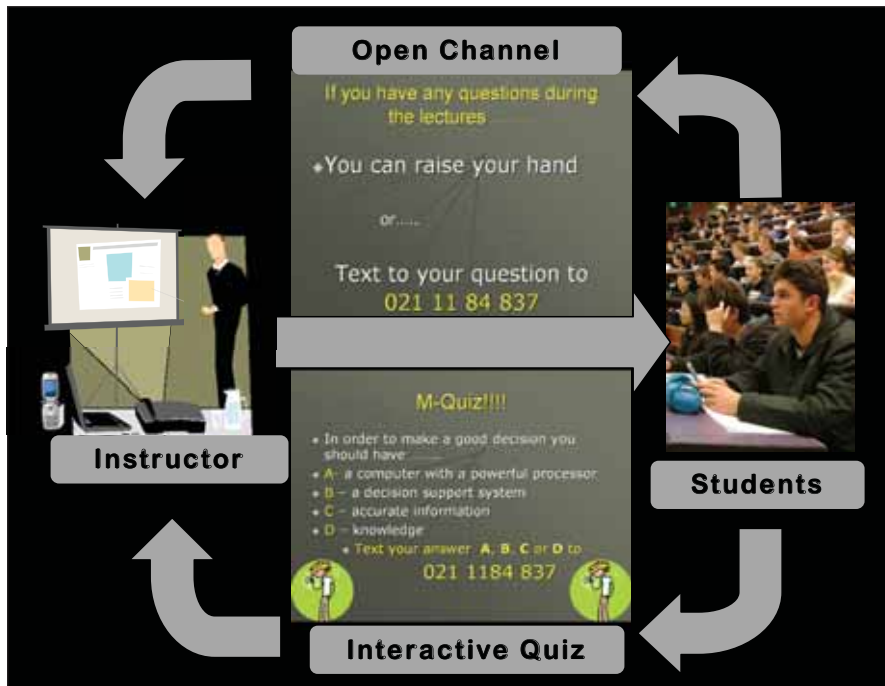 Open Channel
If you have any questions during
the lectures........
You can raise your hand
or.....
Text to your question to
021 11 84 837
M-Quiz!!!!
In order to make a good decision you
should have ........
A- a computer with a powerful processor
B – a decision support system
C – accurate information
D – knowledge
Text your answer A, B, C or D to
021 1184 837
Instructor
Students
Interactive Quiz